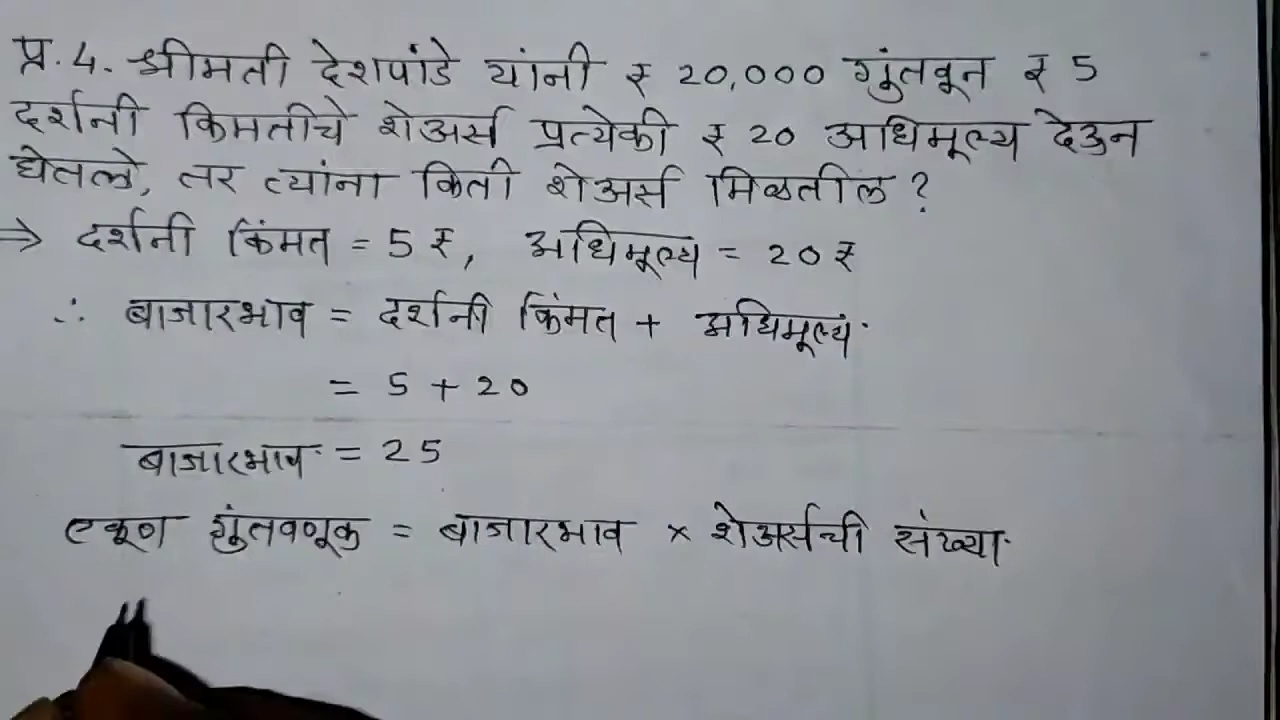 प्र. 4. श्रीमती देशपांडे यांनी ₹ 20,000 गुंतवून ₹ 5
दर्शनी किमतीचे शेअर्स प्रत्येकी ₹ 20 अधिमूल्य देऊन
घेतले, तर त्यांना किती शेअर्स मिळतील ?
⇒ दर्शनी किंमत = 5 ₹, अधिमूल्य = 20 ₹
∴ बाजारभाव = दर्शनी किंमत + अधिमूल्य
= 5 + 20
बाजारभाव = 25
एकूण गुंतवणूक = बाजारभाव × शेअर्सची संख्या